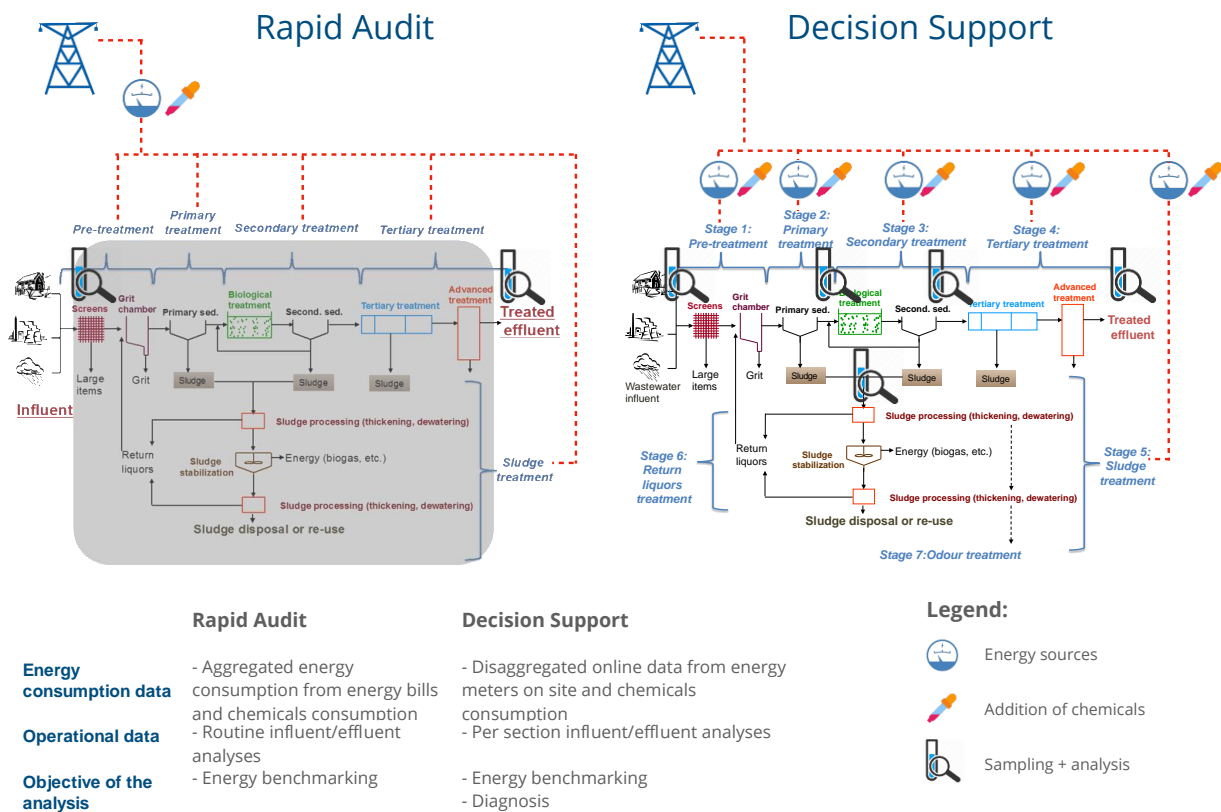 Rapid Audit
Pre-treatment
Primary
treatment
Secondary treatment
Tertiary treatment
Screens
Grit
chamber
Primary sed.
Biological
treatment
Second. sed.
Tertiary treatment
Advanced
treatment
Treated
effluent
Large
items
Grit
Sludge
Sludge
Sludge
Influent
Sludge processing (thickening, dewatering)
Return
liquors
Sludge
stabilization
Energy (biogas, etc.)
Sludge
treatment
Sludge processing (thickening, dewatering)
Sludge disposal or re-use
Decision Support
Stage 1:
Pre-treatment
Stage 2:
Primary
treatment
Stage 3:
Secondary treatment
Stage 4:
Tertiary treatment
Screens
Grit
chamber
Primary sed.
Biological
treatment
Second. sed.
Tertiary treatment
Advanced
treatment
Treated
effluent
Wastewater
influent
Large
items
Grit
Sludge
Sludge
Sludge
Sludge processing (thickening, dewatering)
Stage 6:
Return
liquors
treatment
Return
liquors
Sludge
stabilization
Energy (biogas, etc.)
Stage 5:
Sludge
treatment
Sludge processing (thickening, dewatering)
Sludge disposal or re-use
Stage 7:Odour treatment
Rapid Audit
Decision Support
Energy
consumption data
- Aggregated energy
consumption from energy bills
and chemicals consumption
- Disaggregated online data from energy
meters on site and chemicals
consumption
Operational data
- Routine influent/effluent
analyses
- Per section influent/effluent analyses
Objective of the
analysis
- Energy benchmarking
- Energy benchmarking
- Diagnosis
Legend:
Energy sources
Addition of chemicals
Sampling + analysis